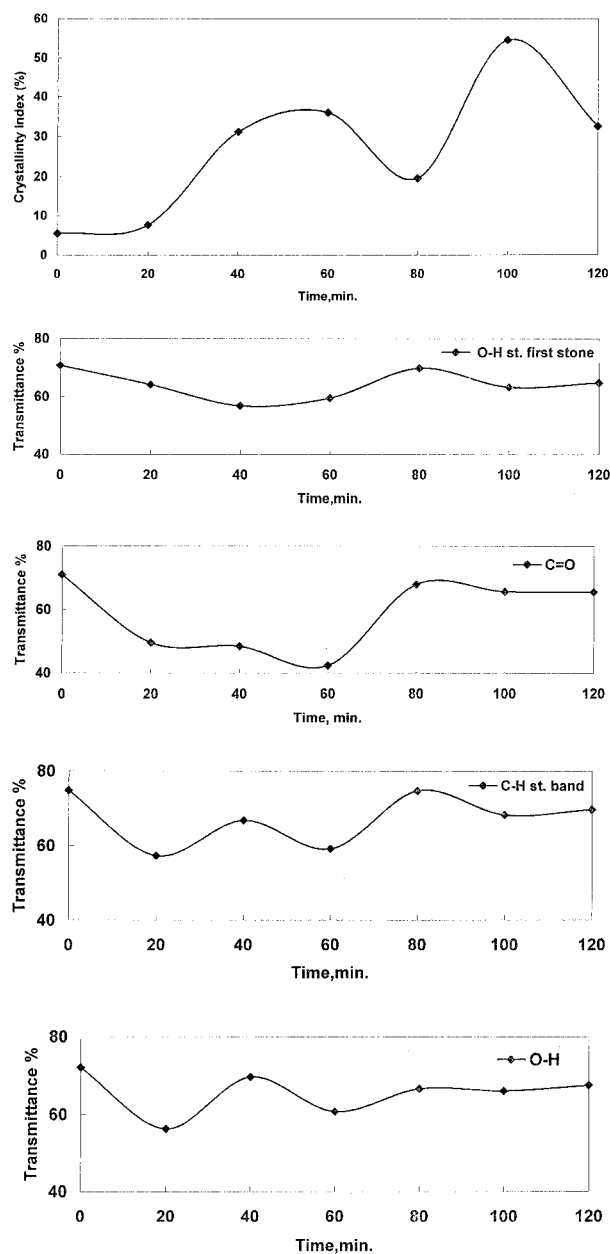 60
50
40
30
20
10
0
Crystallinty Index (%)
0 20 40 60 80 100 120
Time,min.
80
60
40
Transmittance %
O-H st. first stone
0 20 40 60 80 100 120
Time,min.
80
60
40
Transmittance %
C=O
0 20 40 60 80 100 120
Time, min.
80
60
40
Transmittance %
C-H st. band
0 20 40 60 80 100 120
Time,min.
80
60
40
Transmittance %
O-H
0 20 40 60 80 100 120
Time,min.